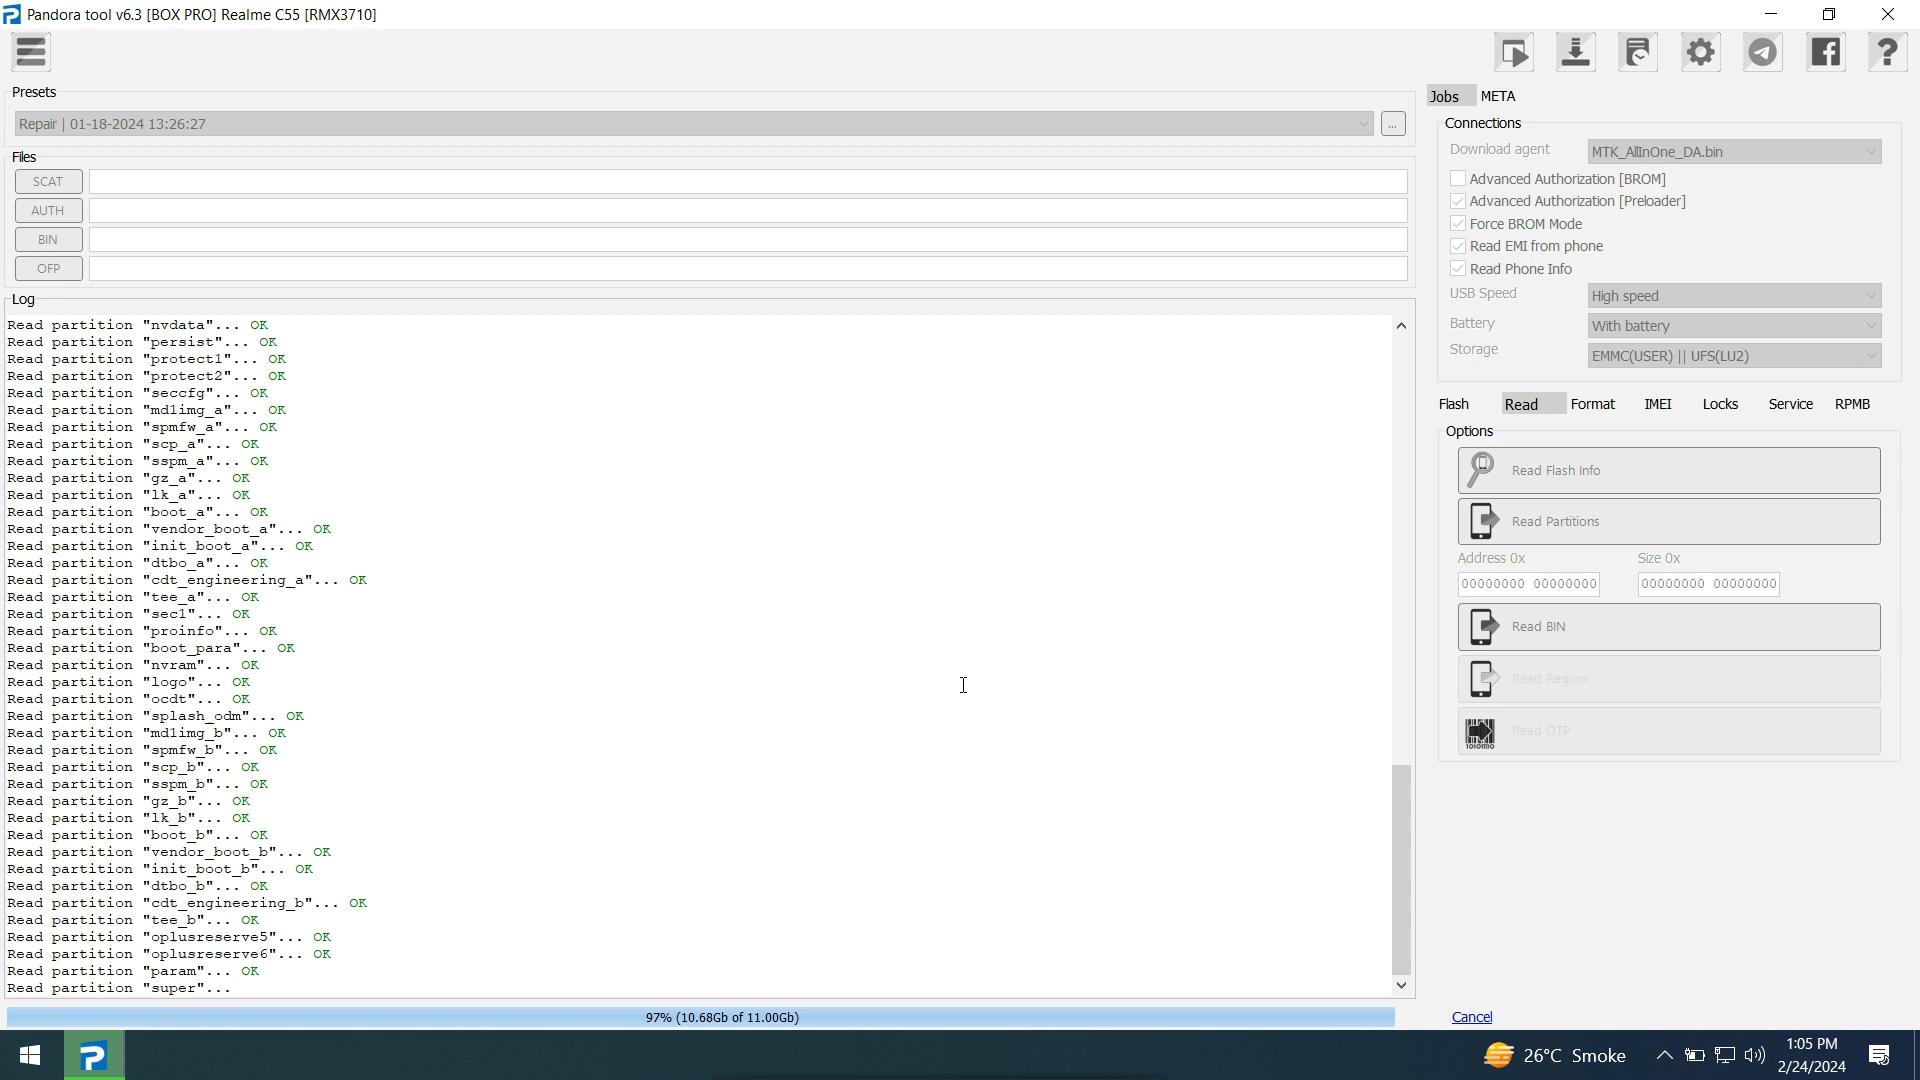 Pandora tool v6.3 [BOX PRO] Realme C55 [RMX3710]
Presets
Repair | 01-18-2024 13:26:27
...
Files
SCAT
AUTH
BIN
OFP
Log
Read partition "nvdata"... OK
Read partition "persist"... OK
Read partition "protect1"... OK
Read partition "protect2"... OK
Read partition "seccfg"... OK
Read partition "md1img_a"... OK
Read partition "spmfw_a"... OK
Read partition "scp_a"... OK
Read partition "sspm_a"... OK
Read partition "gz_a"... OK
Read partition "lk_a"... OK
Read partition "boot_a"... OK
Read partition "vendor_boot_a"... OK
Read partition "init_boot_a"... OK
Read partition "dtbo_a"... OK
Read partition "cdt_engineering_a"... OK
Read partition "tee_a"... OK
Read partition "sec1"... OK
Read partition "proinfo"... OK
Read partition "boot_para"... OK
Read partition "nvram"... OK
Read partition "logo"... OK
Read partition "ocdt"... OK
Read partition "splash_odm"... OK
Read partition "md1img_b"... OK
Read partition "spmfw_b"... OK
Read partition "scp_b"... OK
Read partition "sspm_b"... OK
Read partition "gz_b"... OK
Read partition "lk_b"... OK
Read partition "boot_b"... OK
Read partition "vendor_boot_b"... OK
Read partition "init_boot_b"... OK
Read partition "dtbo_b"... OK
Read partition "cdt_engineering_b"... OK
Read partition "tee_b"... OK
Read partition "oplusreserve5"... OK
Read partition "oplusreserve6"... OK
Read partition "param"... OK
Read partition "super"...
97% (10.68Gb of 11.00Gb)
Jobs META
Connections
Download agent MTK_AllInOne_DA.bin
Advanced Authorization [BROM]
Advanced Authorization [Preloader]
Force BROM Mode
Read EMI from phone
Read Phone Info
USB Speed High speed
Battery With battery
Storage EMMC(USER) || UFS(LU2)
Flash Read Format IMEI Locks Service RPMB
Options
Read Flash Info
Read Partitions
Address 0x Size 0x
00000000 00000000 00000000 00000000
Read BIN
Read Region
Read OTP
Cancel
26°C Smoke
1:05 PM
2/24/2024